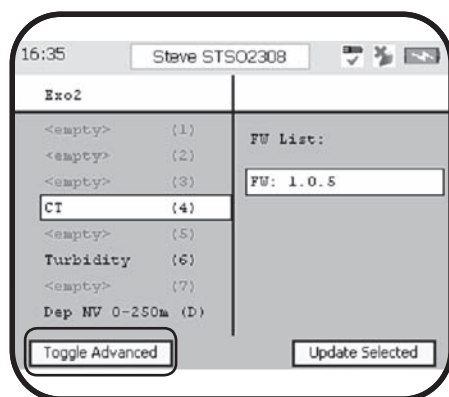 16:35 Steve STSO2308
Exo2
<empty> (1)
<empty> (2)
<empty> (3)
CT (4)
<empty> (5)
Turbidity (6)
<empty> (7)
Dep NV 0-250m (D)
FW List:
FW: 1.0.5
Toggle Advanced
Update Selected